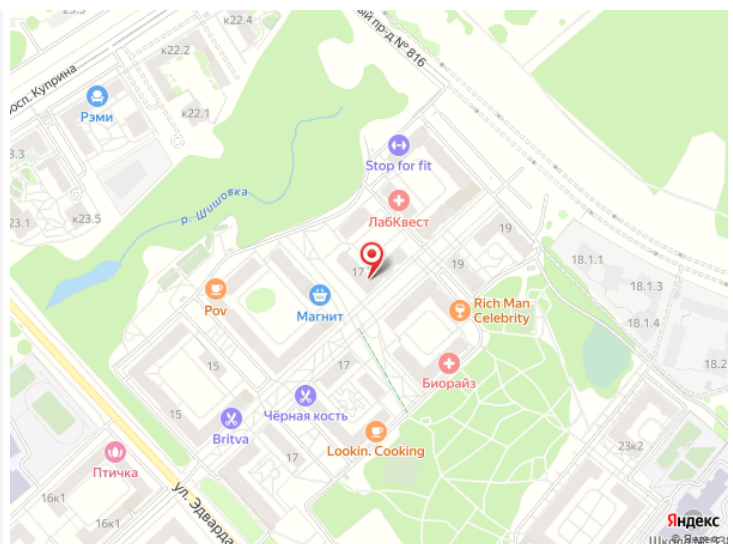 к22.4
к22.2
ый пр-д № 816
осп. Куприна
Рэми
к22.1
Stop for fit
3.3
р. Шишовка
ЛабКвест
23.1
к23.5
19
18.1.1
17
19
18.1.3
Pov
Магнит
Rich Man
Celebrity
18.1.4
15
17
Биорайз
18.2
15
Чёрная кость
Britva
Lookin. Cooking
23к2
17
Птичка
16к1
ул. Эдварда
16к1
Яндекс